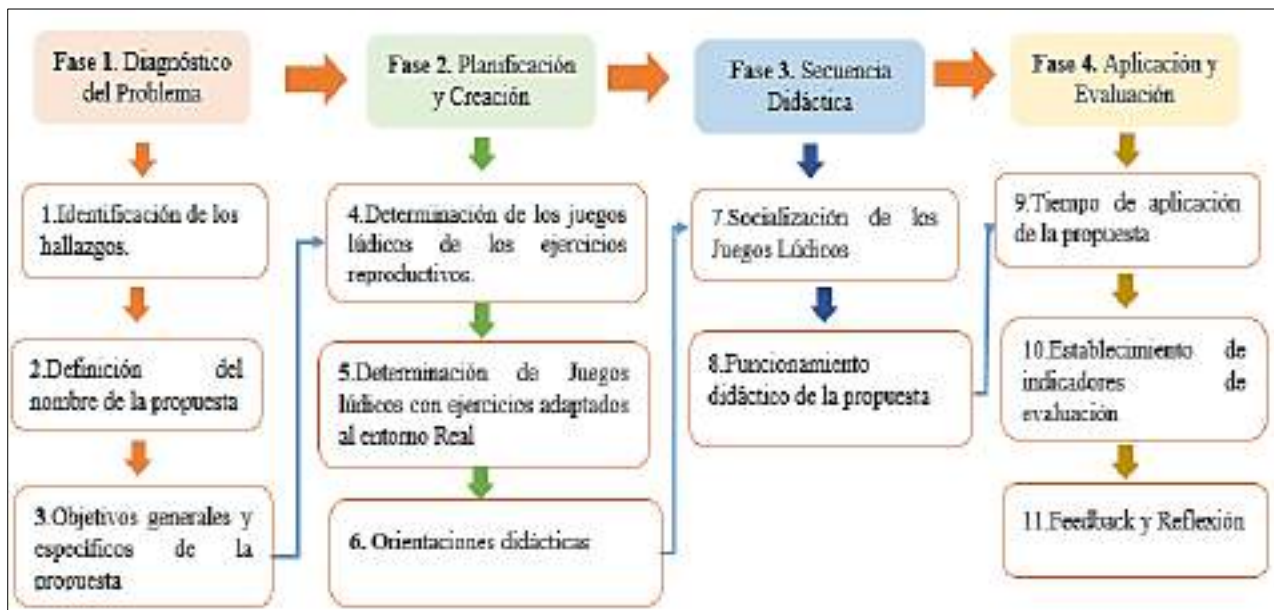 Fase 1. Diagnóstico
del Problema
Fase 2. Planificación
y Creación
Fase 3. Secuencia
Didáctica
Fase 4. Aplicación y
Evaluación
1.Identificación de los
hallazgos.
2.Definición del
nombre de la propuesta
3.Objetivos generales y
específicos de la
propuesta
4.Determinación de los juegos
lúdicos de los ejercicios
reproductivos.
5.Determinación de Juegos
lúdicos con ejercicios adaptados
al entorno Real
6. Orientaciones didácticas
7.Socialización de los
Juegos Lúdicos
8.Funcionamiento
didáctico de la propuesta
9.Tiempo de aplicación
de la propuesta
10.Establecimiento de
indicadores de
evaluación
11.Feedback y Reflexión